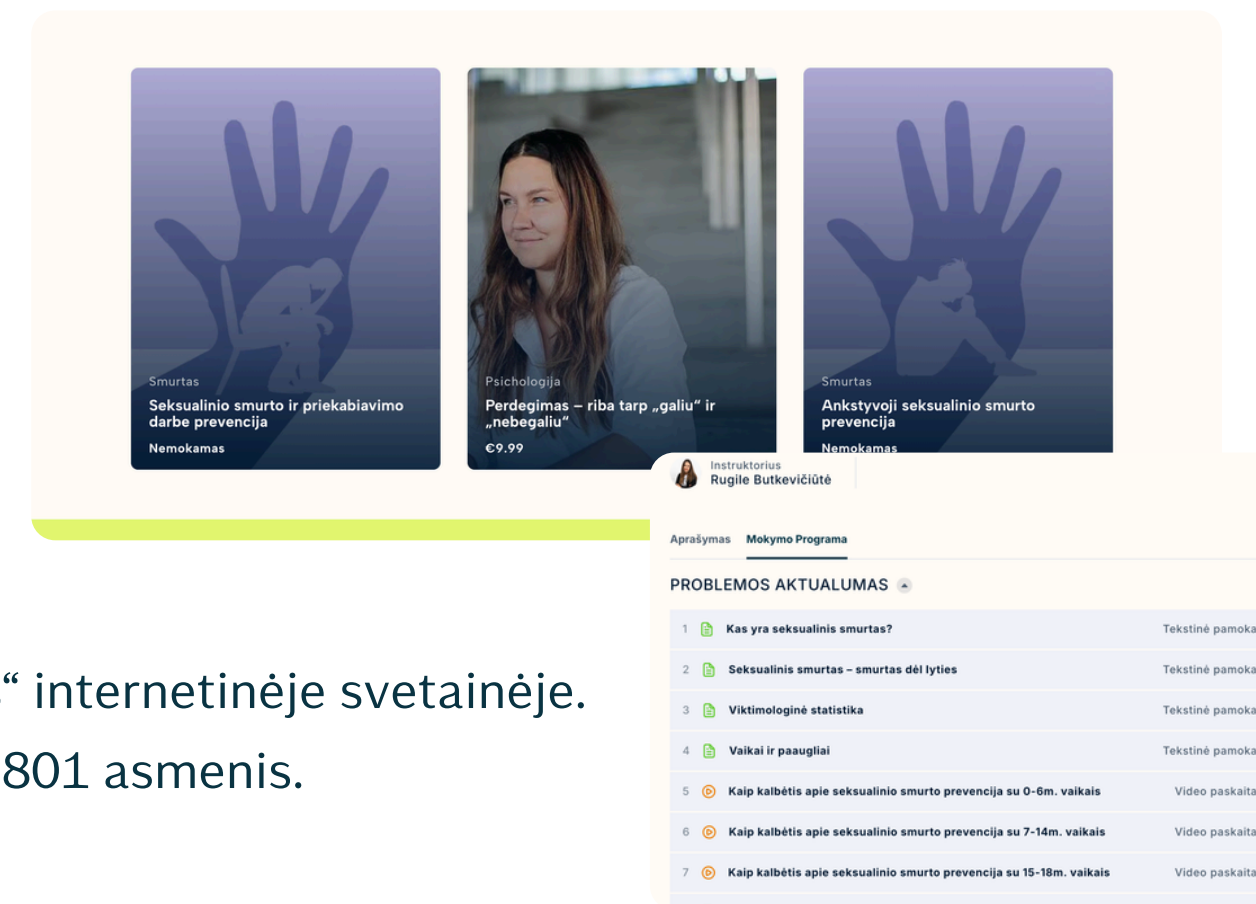 Smurtas
Seksualinio smurto ir priekabiavimo
darbe prevencija
Nemokamas
Psichologija
Perdegimas – riba tarp „galiu“ ir
„nebegaliu“
€9.99
Smurtas
Ankstyvoji seksualinio smurto
prevencija
Nemokamas
Instruktorius
Rugile Butkevičiūtė
Aprašymas Mokymo Programa
PROBLEMOS AKTUALUMAS
1 Kas yra seksualinis smurtas? Tekstinė pamoka
2 Seksualinis smurtas – smurtas dėl lyties Tekstinė pamoka
3 Viktimologinė statistika Tekstinė pamoka
4 Vaikai ir paaugliai Tekstinė pamoka
5 Kaip kalbėtis apie seksualinio smurto prevencija su 0-6m. vaikais Video paskaita
6 Kaip kalbėtis apie seksualinio smurto prevencija su 7-14m. vaikais Video paskaita
7 Kaip kalbėtis apie seksualinio smurto prevencija su 15-18m. vaikais Video paskaita
“ internetinėje svetainėje.
801 asmenis.